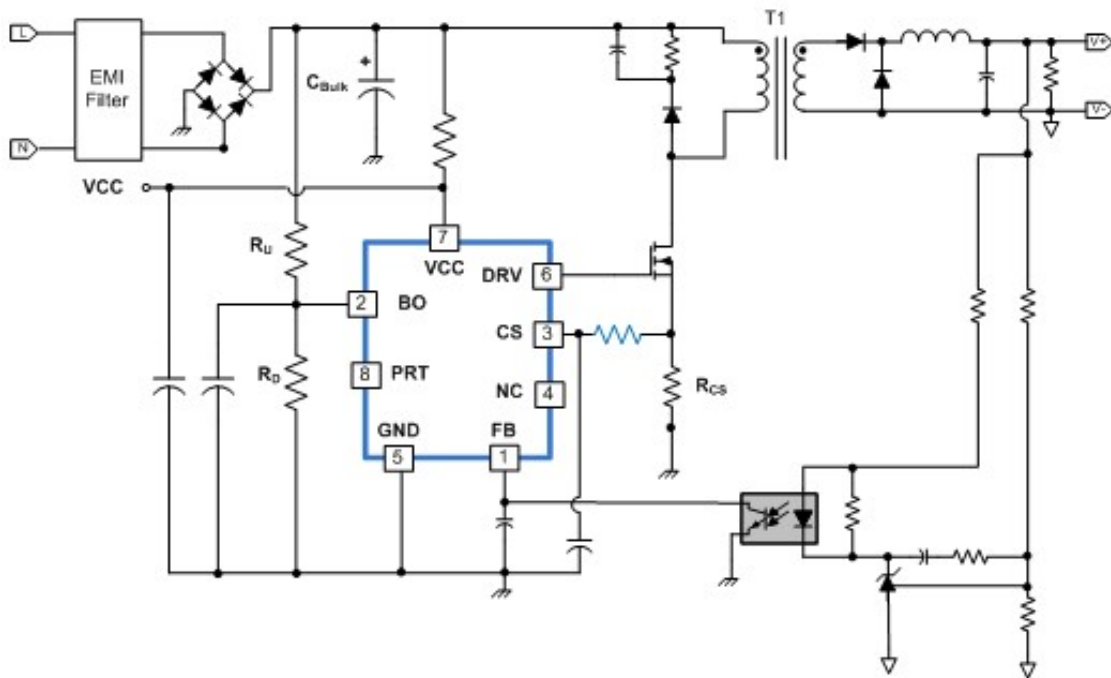 L
EMI
Filter
N
CBulk
T1
V+
V-
VCC
RU
7
VCC
DRV
6
2
BO
CS
3
RD
8
PRT
NC
4
RCS
GND
FB
5
1